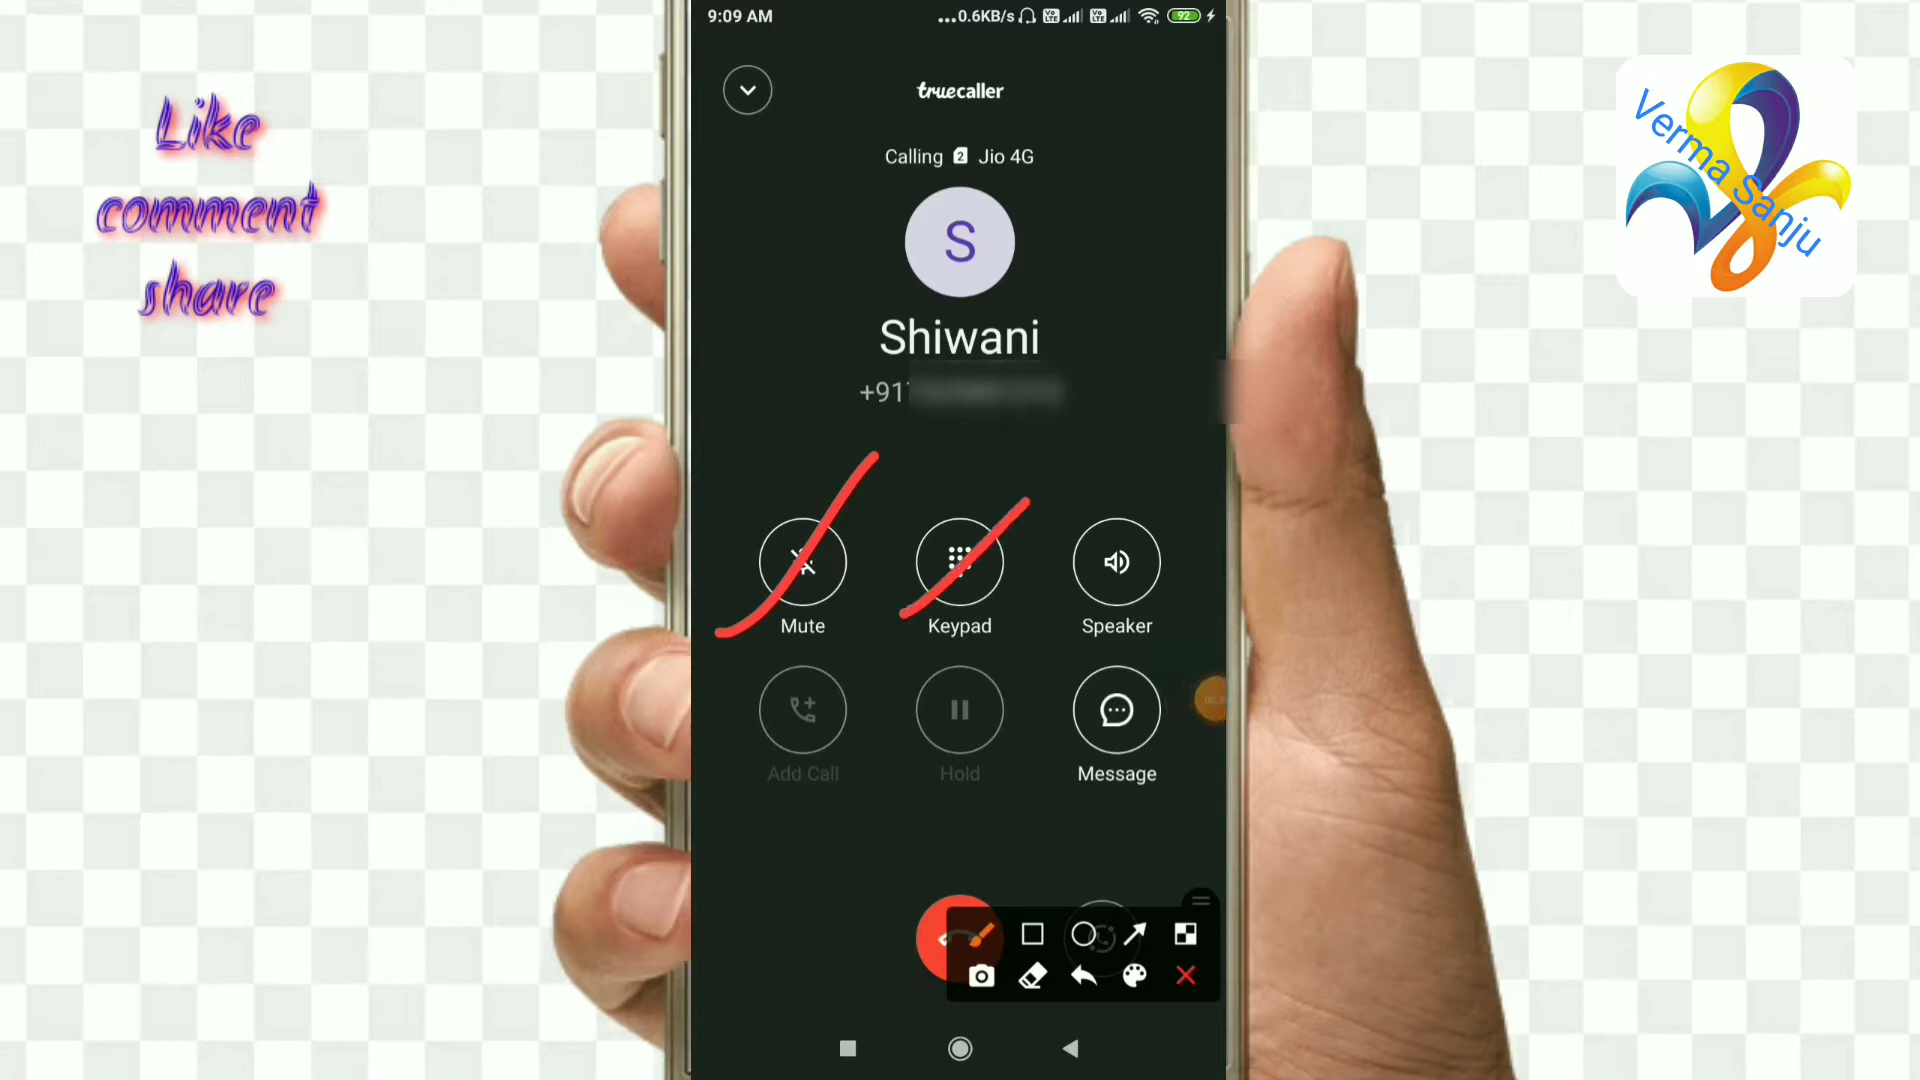 9:09 AM
...0.6KB/s
92
truecaller
Calling 2 Jio 4G
S
Shiwani
+91
Mute
Keypad
Speaker
Add Call
Hold
Message
Like
comment
share
Verma Sanju